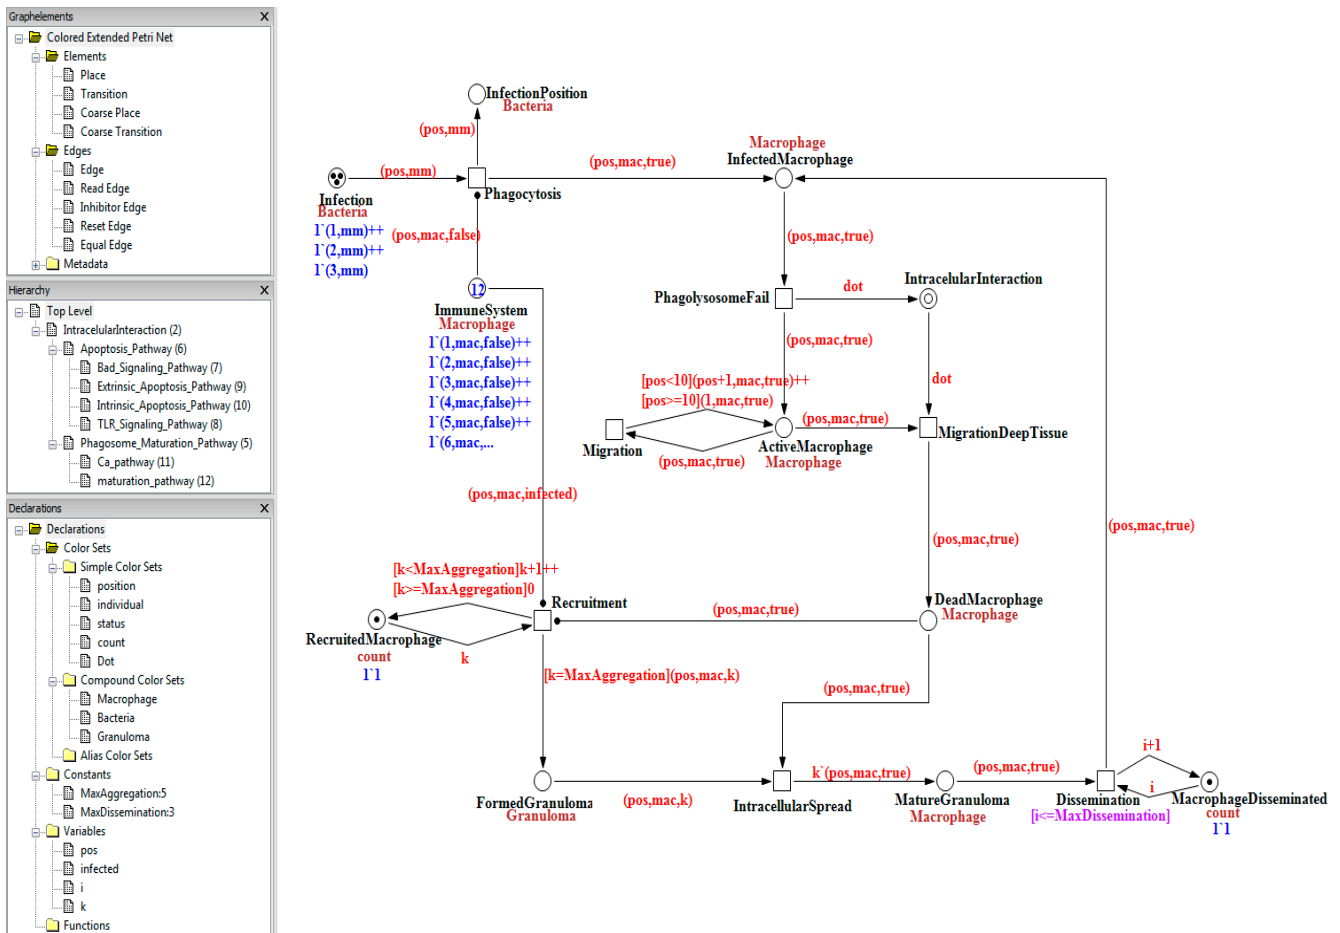 Graphelements X
Colored Extended Petri Net
Elements
Place
Transition
Coarse Place
Coarse Transition
Edges
Edge
Read Edge
Inhibitor Edge
Reset Edge
Equal Edge
Metadata
Hierarchy X
Top Level
IntracelularInteraction (2)
Apoptosis_Pathway (6)
Bad_Signaling_Pathway (7)
Extrinsic_Apoptosis_Pathway (9)
Intrinsic_Apoptosis_Pathway (10)
TLR_Signaling_Pathway (8)
Phagosome_Maturation_Pathway (5)
Ca_pathway (11)
maturation_pathway (12)
Declarations X
Declarations
Color Sets
Simple Color Sets
position
individual
status
count
Dot
Compound Color Sets
Macrophage
Bacteria
Granuloma
Alias Color Sets
Constants
MaxAggregation:5
MaxDissemination:3
Variables
pos
infected
i
k
Functions
InfectionPosition
Bacteria
(pos,mm)
(pos,mm)
Phagocytosis
Infection
Bacteria
1`(1,mm)++
1`(2,mm)++
1`(3,mm)
(pos,mac,true)
Macrophage
InfectedMacrophage
(pos,mac,false)
12
ImmuneSystem
Macrophage
1`(1,mac,false)++
1`(2,mac,false)++
1`(3,mac,false)++
1`(4,mac,false)++
1`(5,mac,false)++
1`(6,mac,...
(pos,mac,true)
PhagolysosomeFail
dot
IntracelularInteraction
(pos,mac,true)
dot
[pos<10](pos+1,mac,true)++
[pos>=10](1,mac,true)
Migration
(pos,mac,true)
ActiveMacrophage
Macrophage
(pos,mac,true)
MigrationDeepTissue
(pos,mac,infected)
(pos,mac,true)
(pos,mac,true)
[k<MaxAggregation]k+1++
[k>=MaxAggregation]0
Recruitment
RecruitedMacrophage
count
1`1
k
(pos,mac,true)
DeadMacrophage
Macrophage
[k=MaxAggregation](pos,mac,k)
(pos,mac,true)
FormedGranuloma
Granuloma
(pos,mac,k)
IntracellularSpread
k`(pos,mac,true)
MatureGranuloma
Macrophage
(pos,mac,true)
Dissemination
[i<=MaxDissemination]
i+1
i
MacrophageDisseminated
count
1`1